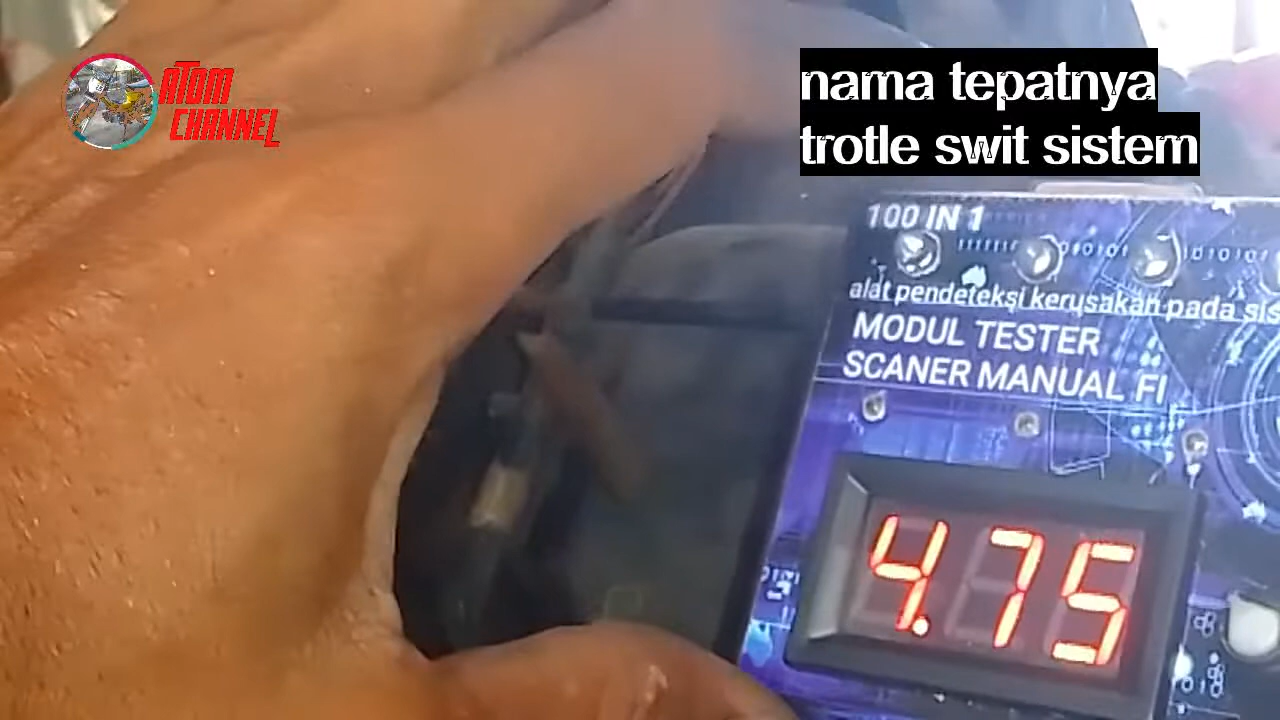 ATOM
CHANNEL
nama tepatnya
trotle swit sistem
100 IN 1
alat pendeteksi kerusakan pada sis
MODUL TESTER
SCANER MANUAL FI
4.75